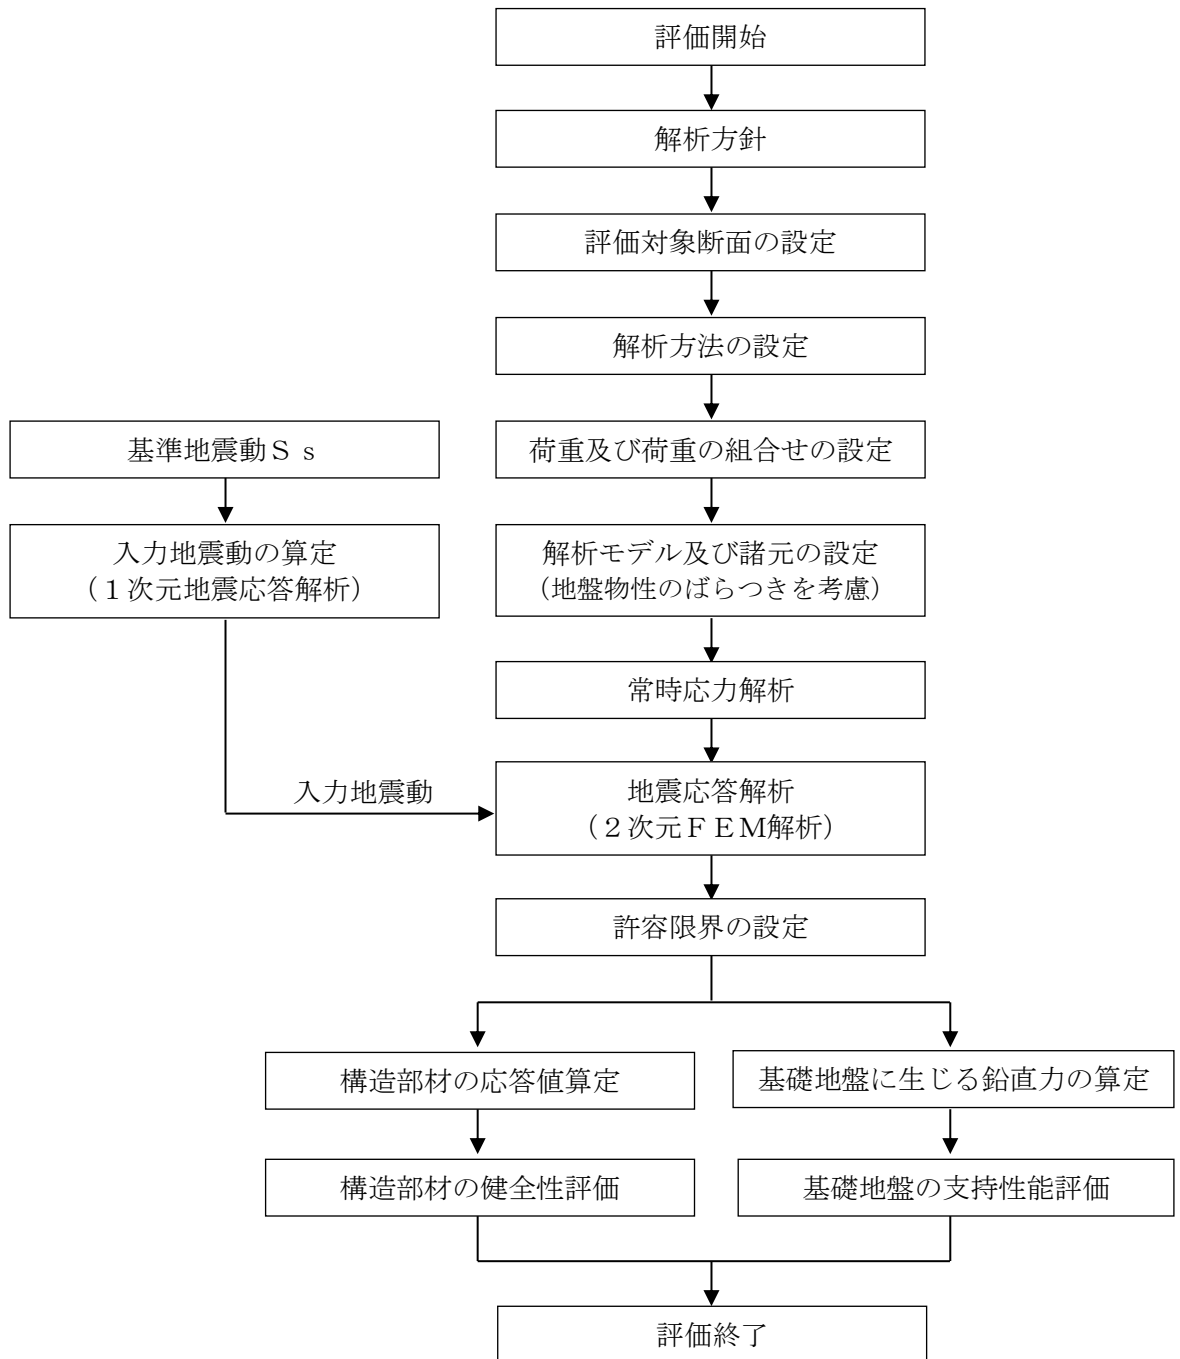 評価開始
解析方針
評価対象断面の設定
解析方法の設定
荷重及び荷重の組合せの設定
基準地震動Ｓｓ
入力地震動の算定
（１次元地震応答解析）
解析モデル及び諸元の設定
（地盤物性のばらつきを考慮）
常時応力解析
入力地震動
地震応答解析
（２次元ＦＥＭ解析）
許容限界の設定
構造部材の応答値算定
基礎地盤に生じる鉛直力の算定
構造部材の健全性評価
基礎地盤の支持性能評価
評価終了